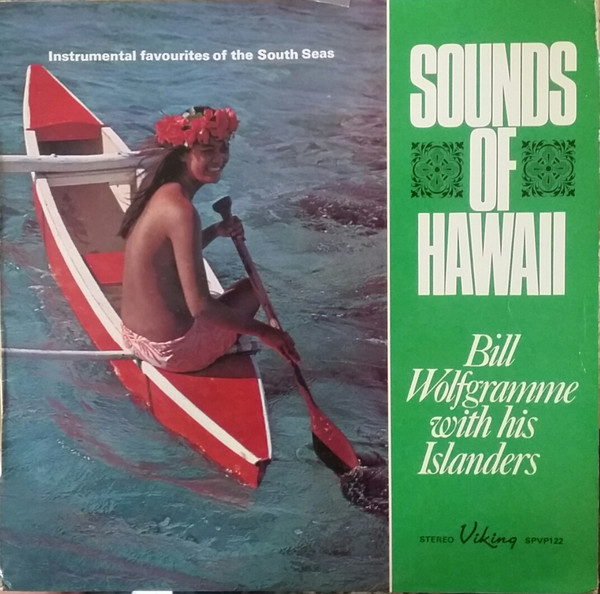 Instrumental favourites of the South Seas
SOUNDS
OF
HAWAII
Bill
Wolfgramme
with his
Islanders
STEREO Viking SPVP122